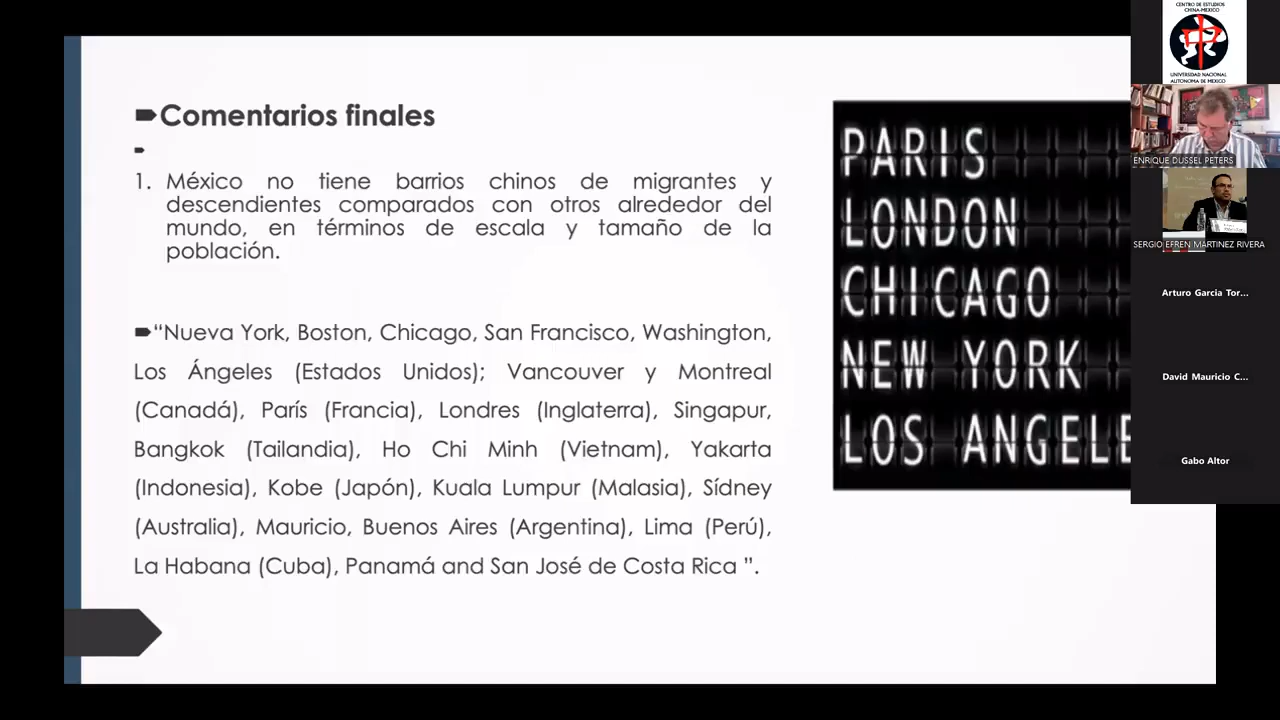 Comentarios finales
1. México no tiene barrios chinos de migrantes y
descendientes comparados con otros alrededor del
mundo, en términos de escala y tamaño de la
población.
“Nueva York, Boston, Chicago, San Francisco, Washington,
Los Ángeles (Estados Unidos); Vancouver y Montreal
(Canadá), París (Francia), Londres (Inglaterra), Singapur,
Bangkok (Tailandia), Ho Chi Minh (Vietnam), Yakarta
(Indonesia), Kobe (Japón), Kuala Lumpur (Malasia), Sídney
(Australia), Mauricio, Buenos Aires (Argentina), Lima (Perú),
La Habana (Cuba), Panamá and San José de Costa Rica ”.
PARIS
LONDON
CHICAGO
NEW YORK
LOS ANGELE
CENTRO DE ESTUDIOS
CHINA-MÉXICO
UNIVERSIDAD NACIONAL
AUTONOMA DE MÉXICO
ENRIQUE DUSSEL PETERS
SERGIO EFREN MARTINEZ RIVERA
Arturo Garcia Tor...
David Mauricio C...
Gabo Altor